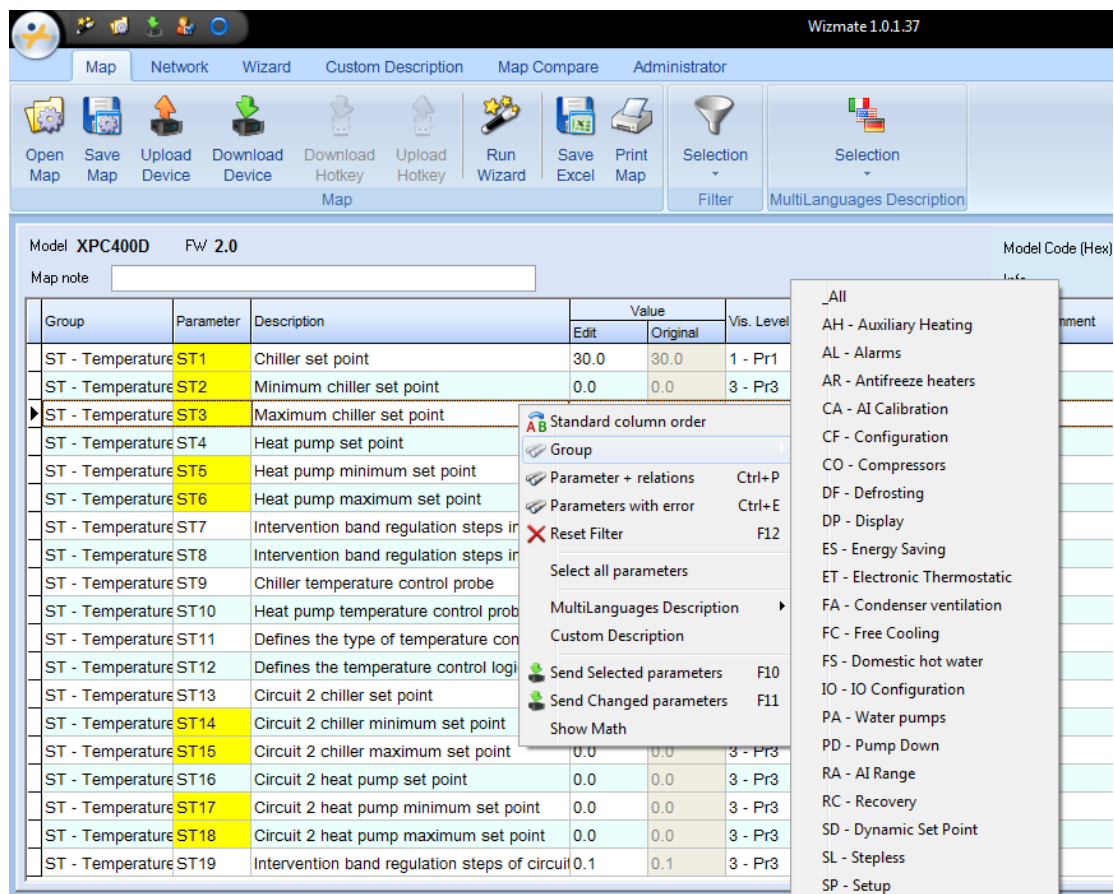 Wizmate 1.0.1.37
Map Network Wizard Custom Description Map Compare Administrator
Open Map
Save Map
Upload Device
Download Device
Download Hotkey
Upload Hotkey
Run Wizard
Save Excel
Print Map
Selection
Selection
Map
Filter
MultiLanguages Description
Model XPC400D FW 2.0
Model Code (Hex)
Map note
Group Parameter Description Value Vis. Level
Edit Original
ST - Temperature ST1 Chiller set point 30.0 30.0 1 - Pr1
ST - Temperature ST2 Minimum chiller set point 0.0 0.0 3 - Pr3
ST - Temperature ST3 Maximum chiller set point
ST - Temperature ST4 Heat pump set point
ST - Temperature ST5 Heat pump minimum set point
ST - Temperature ST6 Heat pump maximum set point
ST - Temperature ST7 Intervention band regulation steps in
ST - Temperature ST8 Intervention band regulation steps in
ST - Temperature ST9 Chiller temperature control probe
ST - Temperature ST10 Heat pump temperature control prob
ST - Temperature ST11 Defines the type of temperature con
ST - Temperature ST12 Defines the temperature control logi
ST - Temperature ST13 Circuit 2 chiller set point
ST - Temperature ST14 Circuit 2 chiller minimum set point
ST - Temperature ST15 Circuit 2 chiller maximum set point 0.0 0.0 3 - Pr3
ST - Temperature ST16 Circuit 2 heat pump set point 0.0 0.0 3 - Pr3
ST - Temperature ST17 Circuit 2 heat pump minimum set point 0.0 0.0 3 - Pr3
ST - Temperature ST18 Circuit 2 heat pump maximum set point 0.0 0.0 3 - Pr3
ST - Temperature ST19 Intervention band regulation steps of circuit 0.1 0.1 3 - Pr3
AB Standard column order
Group
Parameter + relations Ctrl+P
Parameters with error Ctrl+E
Reset Filter F12
Select all parameters
MultiLanguages Description
Custom Description
Send Selected parameters F10
Send Changed parameters F11
Show Math
_All
AH - Auxiliary Heating
AL - Alarms
AR - Antifreeze heaters
CA - AI Calibration
CF - Configuration
CO - Compressors
DF - Defrosting
DP - Display
ES - Energy Saving
ET - Electronic Thermostatic
FA - Condenser ventilation
FC - Free Cooling
FS - Domestic hot water
IO - IO Configuration
PA - Water pumps
PD - Pump Down
RA - AI Range
RC - Recovery
SD - Dynamic Set Point
SL - Stepless
SP - Setup